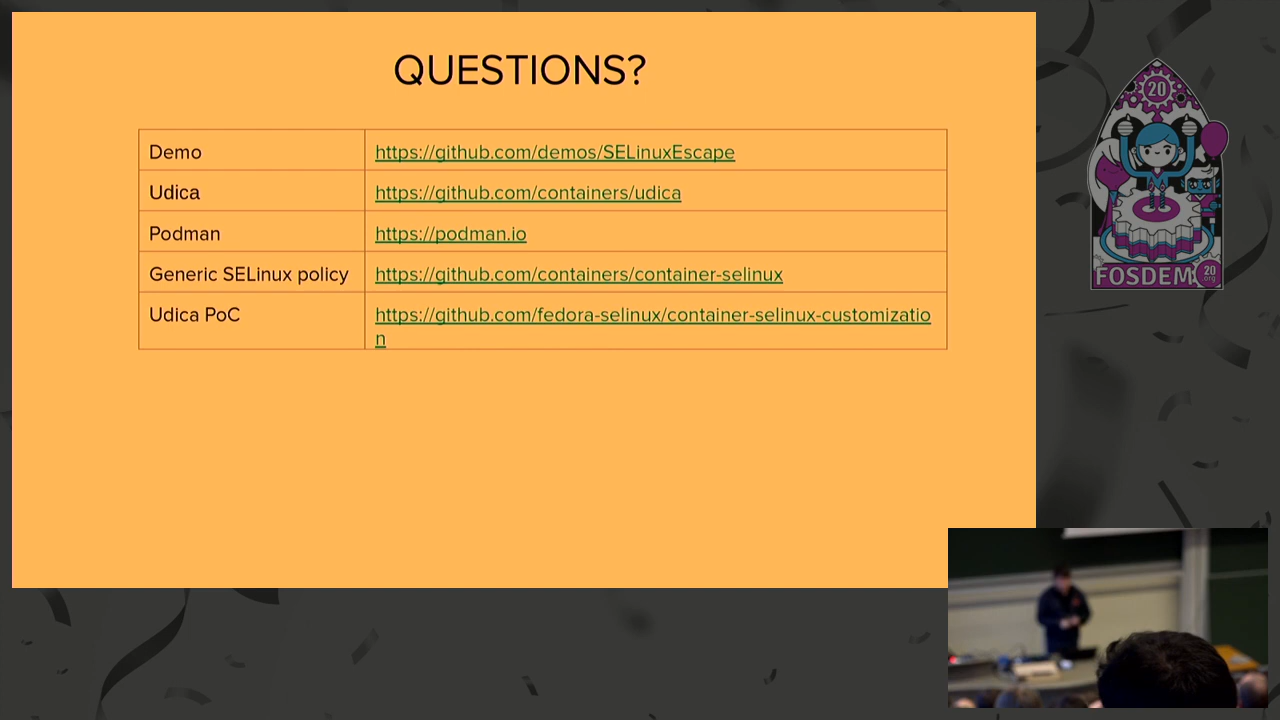 QUESTIONS?
Demo https://github.com/demos/SELinuxEscape
Udica https://github.com/containers/udica
Podman https://podman.io
Generic SELinux policy https://github.com/containers/container-selinux
Udica PoC https://github.com/fedora-selinux/container-selinux-customizatio
n
20
FOSDEM
20
org